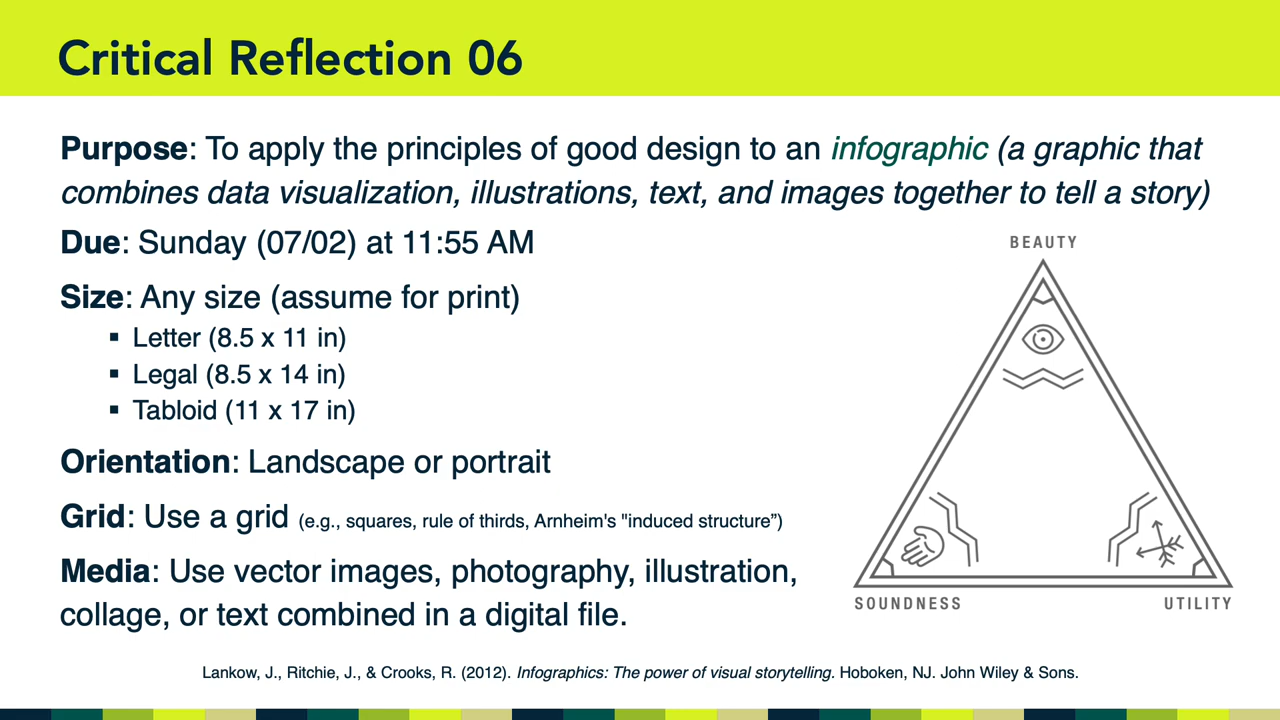 Critical Reflection 06
Purpose: To apply the principles of good design to an infographic (a graphic that
combines data visualization, illustrations, text, and images together to tell a story)
Due: Sunday (07/02) at 11:55 AM
Size: Any size (assume for print)
▪ Letter (8.5 x 11 in)
▪ Legal (8.5 x 14 in)
▪ Tabloid (11 x 17 in)
Orientation: Landscape or portrait
Grid: Use a grid (e.g., squares, rule of thirds, Arnheim's "induced structure”)
Media: Use vector images, photography, illustration,
collage, or text combined in a digital file.
BEAUTY
SOUNDNESS
UTILITY
Lankow, J., Ritchie, J., & Crooks, R. (2012). Infographics: The power of visual storytelling. Hoboken, NJ. John Wiley & Sons.